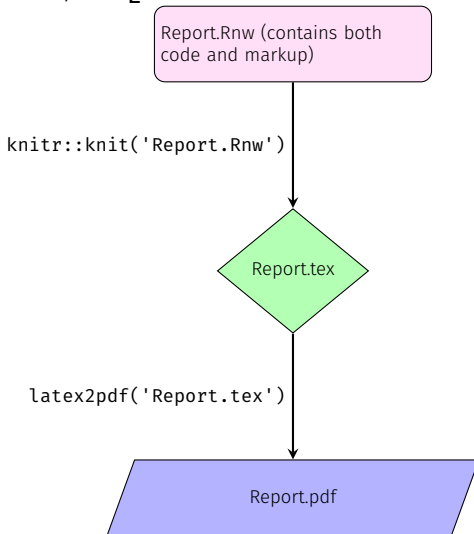 Report.Rnw (contains both
code and markup)
knitr::knit('Report.Rnw')
Report.tex
latex2pdf('Report.tex')
Report.pdf